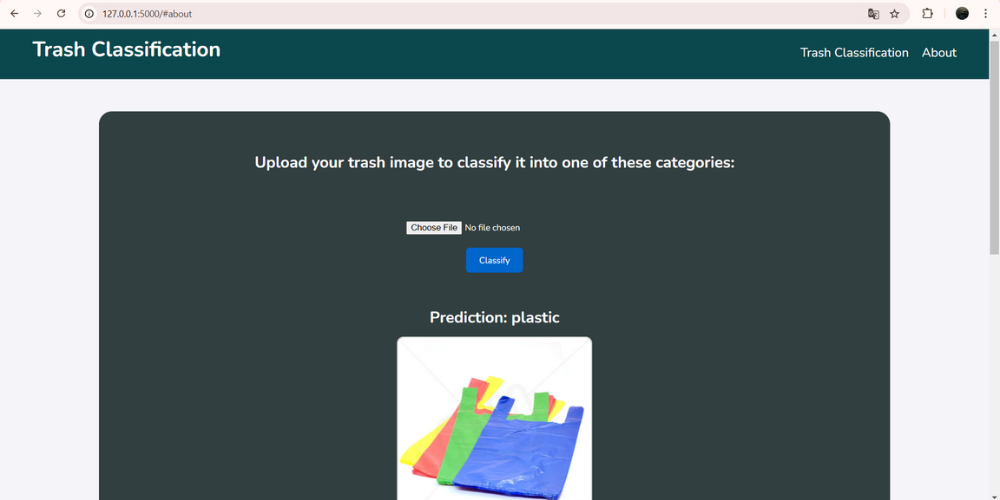 127.0.0.1:5000/#about
Trash Classification
Trash Classification About
Upload your trash image to classify it into one of these categories:
Choose File No file chosen
Classify
Prediction: plastic